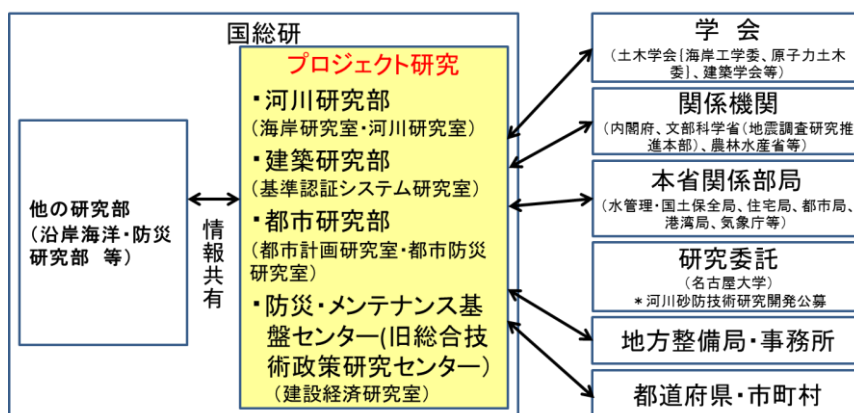 国総研
プロジェクト研究
・河川研究部
(海岸研究室・河川研究室)
・建築研究部
(基準認証システム研究室)
・都市研究部
(都市計画研究室・都市防災
研究室)
・防災・メンテナンス基
盤センター(旧総合技
術政策研究センター)
(建設経済研究室)
他の研究部
(沿岸海洋・防災
研究部 等)
情報共有
学 会
(土木学会{海岸工学委、原子力土木
委}、建築学会等)
関係機関
(内閣府、文部科学省(地震調査研究推
進本部)、農林水産省等)
本省関係部局
(水管理・国土保全局、住宅局、都市局、
港湾局、気象庁等)
研究委託
(名古屋大学)
*河川砂防技術研究開発公募
地方整備局・事務所
都道府県・市町村